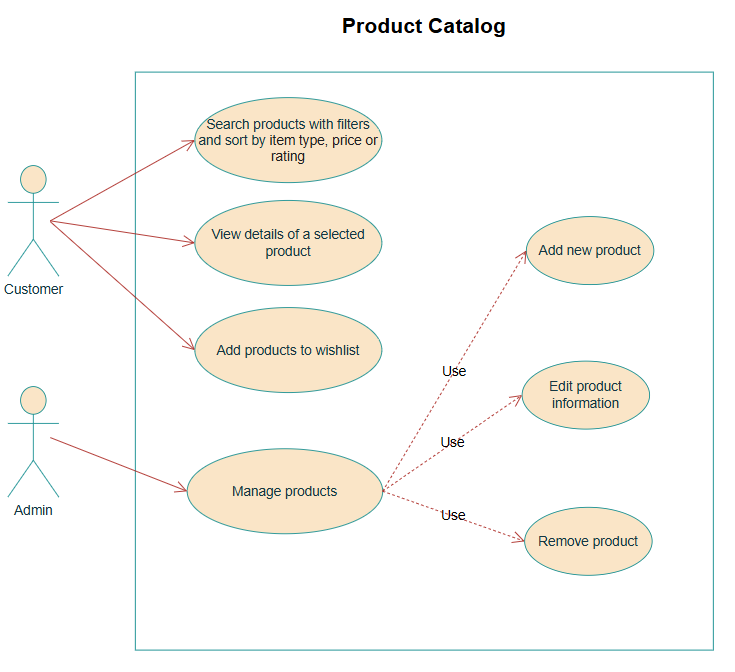 Product Catalog
Search products with filters
and sort by item type, price or
rating
View details of a selected
product
Add new product
Customer
Add products to wishlist
Use
Edit product
information
Use
Manage products
Admin
Use
Remove product